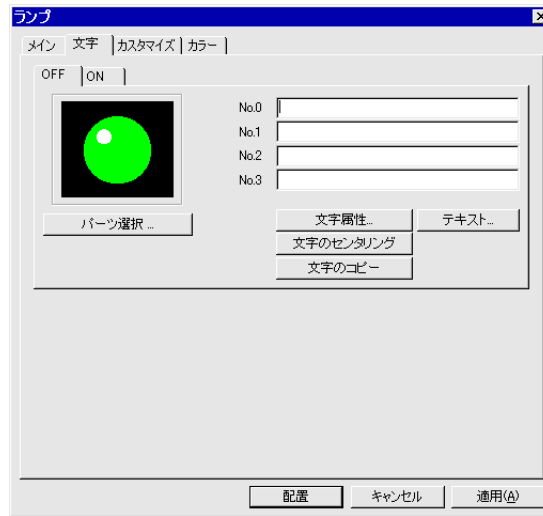 ランプ
メイン 文字 カスタマイズ カラー
OFF ON
No.0
No.1
No.2
No.3
パーツ選択 ...
文字属性... テキスト...
文字のセンタリング
文字のコピー
配置 キャンセル 適用(A)